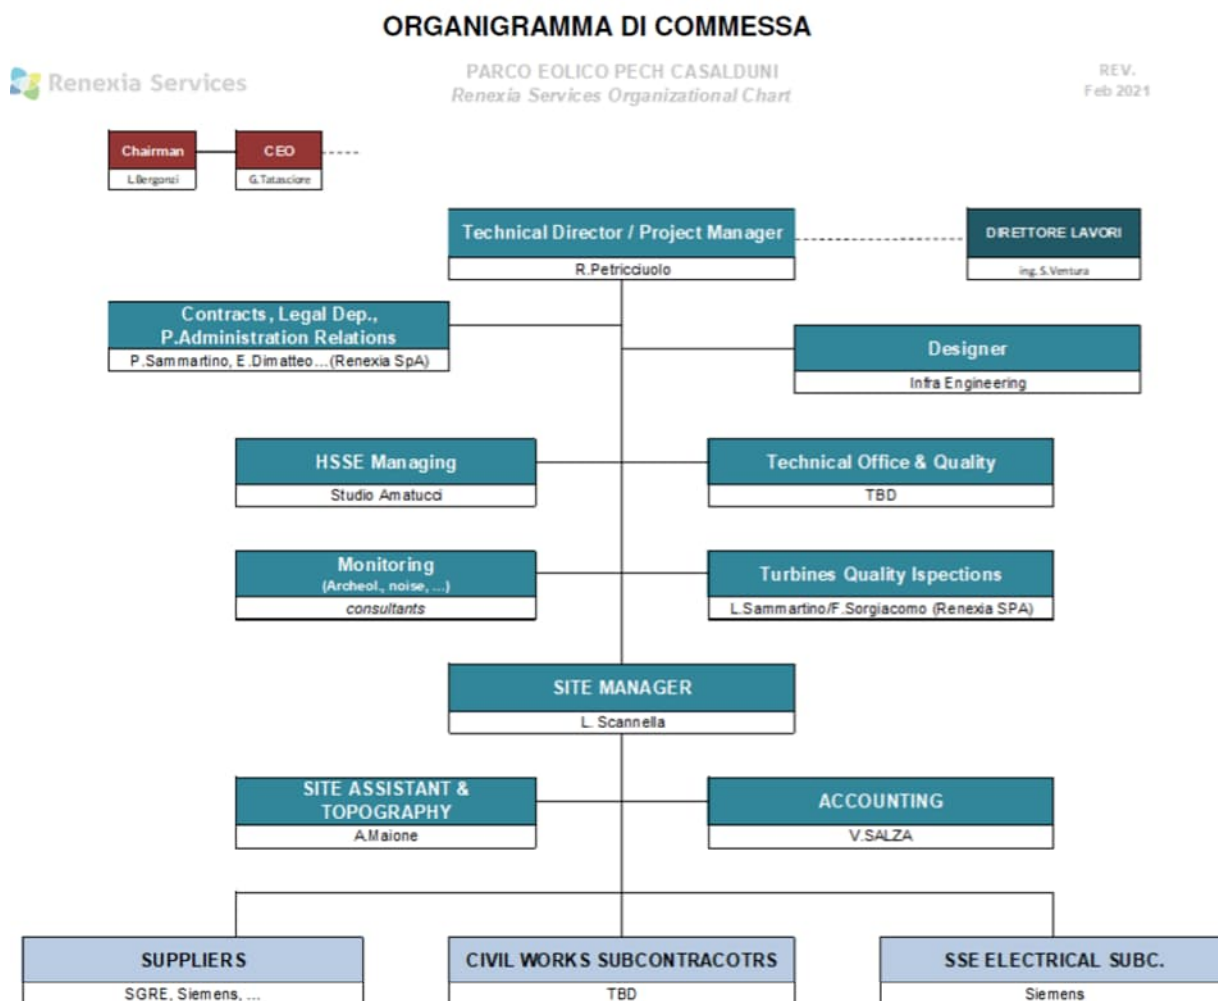 ORGANIGRAMMA DI COMMESSA
Renexia Services
PARCO EOLICO PECH CASALDUNI
Renexia Services Organizational Chart
REV.
Feb 2021
Chairman
L.Bergonzi
CEO
G.Tatasciore
Technical Director / Project Manager
R.Petricciuolo
DIRETTORE LAVORI
ing. S.Ventura
Contracts, Legal Dep.,
P.Administration Relations
P.Sammartino, E.Dimatteo...(Renexia SpA)
Designer
Infra Engineering
HSSE Managing
Studio Amatucci
Technical Office & Quality
TBD
Monitoring
(Archeol., noise, ...)
consultants
Turbines Quality Ispections
L.Sammartino/F.Sorgiacomo (Renexia SPA)
SITE MANAGER
L. Scannella
SITE ASSISTANT &
TOPOGRAPHY
A.Maione
ACCOUNTING
V.SALZA
SUPPLIERS
SGRE, Siemens, ...
CIVIL WORKS SUBCONTRACOTRS
TBD
SSE ELECTRICAL SUBC.
Siemens